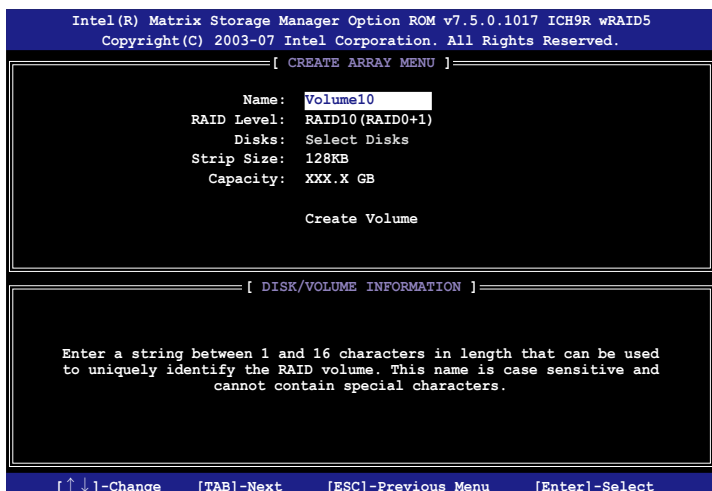 Intel(R) Matrix Storage Manager Option ROM v7.5.0.1017 ICH9R wRAID5
Copyright(C) 2003-07 Intel Corporation. All Rights Reserved.
[ CREATE ARRAY MENU ]
Name: Volume10
RAID Level: RAID10(RAID0+1)
Disks: Select Disks
Strip Size: 128KB
Capacity: XXX.X GB
Create Volume
[ DISK/VOLUME INFORMATION ]
Enter a string between 1 and 16 characters in length that can be used
to uniquely identify the RAID volume. This name is case sensitive and
cannot contain special characters.
[↑↓]-Change [TAB]-Next [ESC]-Previous Menu [Enter]-Select